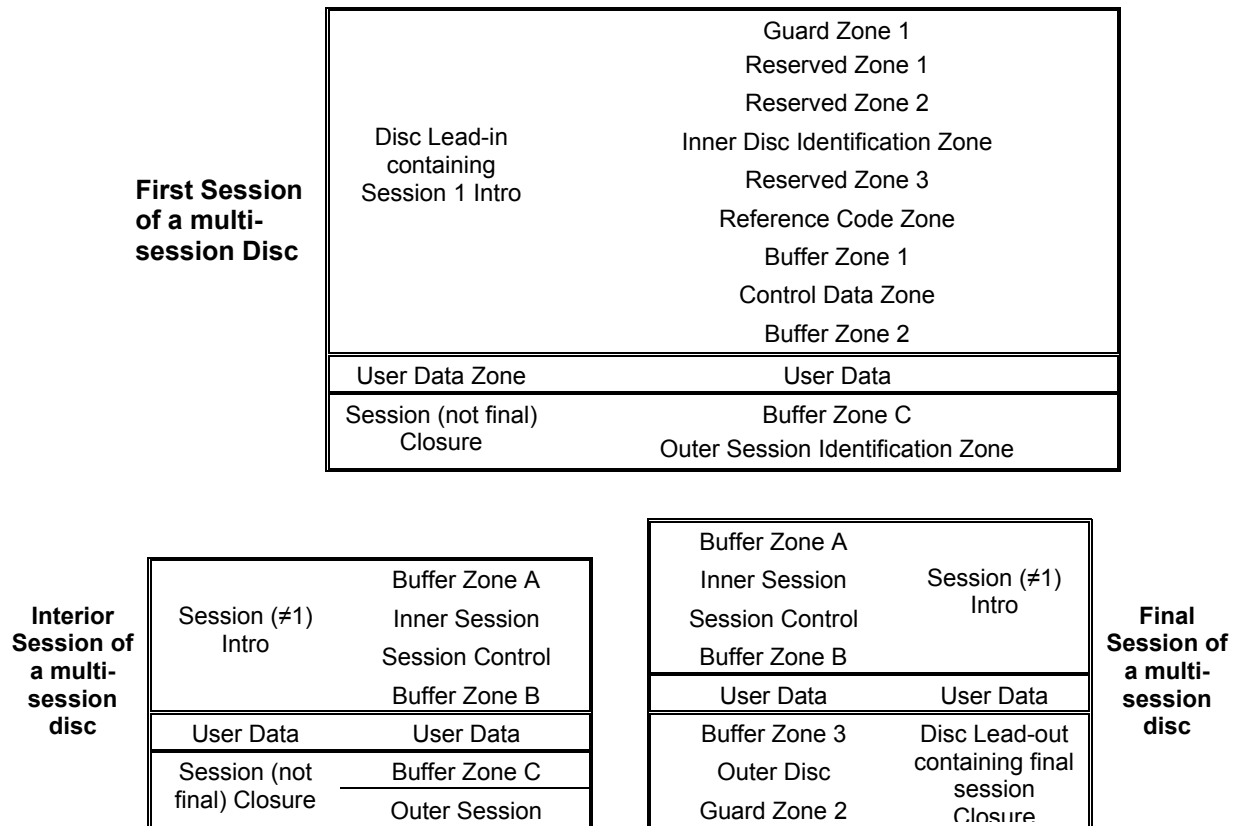 Guard Zone 1
Reserved Zone 1
Reserved Zone 2
Inner Disc Identification Zone
Reserved Zone 3
Reference Code Zone
Buffer Zone 1
Control Data Zone
Buffer Zone 2
Disc Lead-in
containing
Session 1 Intro
First Session
of a multi-
session Disc
User Data Zone
User Data
Session (not final)
Closure
Buffer Zone C
Outer Session Identification Zone
Interior
Session of
a multi-
session
disc
Session (≠1)
Intro
Buffer Zone A
Inner Session
Session Control
Buffer Zone B
User Data
User Data
Session (not
final) Closure
Buffer Zone C
Outer Session
Buffer Zone A
Inner Session
Session Control
Buffer Zone B
Session (≠1)
Intro
User Data
User Data
Buffer Zone 3
Outer Disc
Guard Zone 2
Disc Lead-out
containing final
session
Closure
Final
Session of
a multi-
session
disc